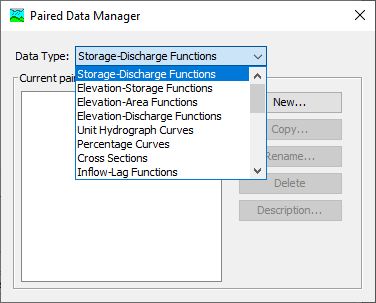 Paired Data Manager
Data Type: Storage-Discharge Functions
Storage-Discharge Functions
Elevation-Storage Functions
Elevation-Area Functions
Elevation-Discharge Functions
Unit Hydrograph Curves
Percentage Curves
Cross Sections
Inflow-Lag Functions
Current pai
New...
Copy...
Rename...
Delete
Description...